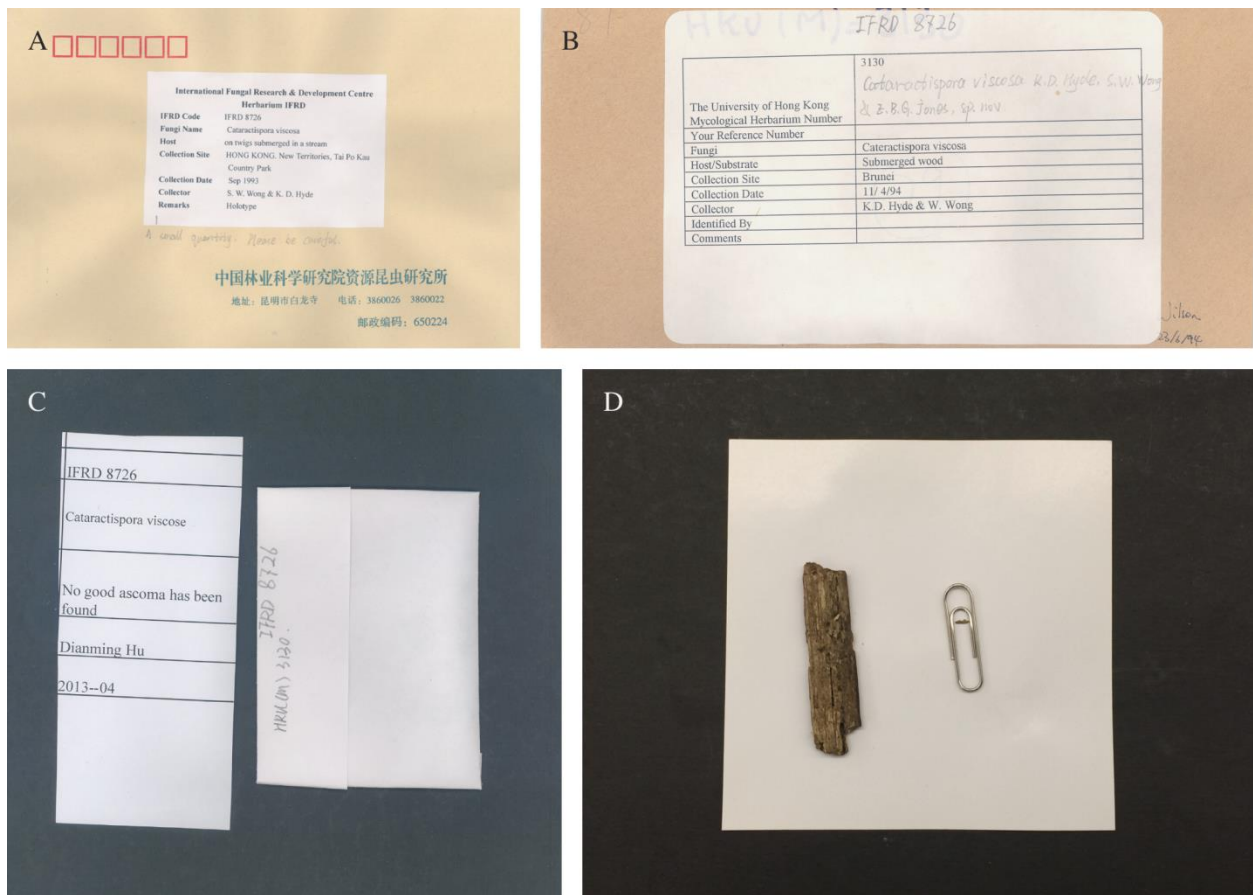 A
International Fungal Research & Development Centre
Herbarium IFRD
IFRD Code IFRD 8726
Fungi Name Cataractispora viscosa
Host on twigs submerged in a stream
Collection Site HONG KONG. New Territories, Tai Po Kau
Country Park
Collection Date Sep 1993
Collector S. W. Wong & K. D. Hyde
Remarks Holotype
A small quantity. Please be careful.
中国林业科学研究院资源昆虫研究所
地址：昆明市白龙寺 电话：3860026 3860022
邮政编码：650224
B
HKU (M)
IFRD 8726
3130
Cataractispora viscosa K.D. Hyde, S.W. Wong
& E.B.G. Jones, sp. nov
The University of Hong Kong
Mycological Herbarium Number
Your Reference Number
Fungi Cateractispora viscosa
Host/Substrate Submerged wood
Collection Site Brunei
Collection Date 11/ 4/94
Collector K.D. Hyde & W. Wong
Identified By
Comments
23/6/94
C
IFRD 8726
Cataractispora viscose
No good ascoma has been
found
Dianming Hu
2013--04
IFRD 8726
HKU(M) 3130.
D